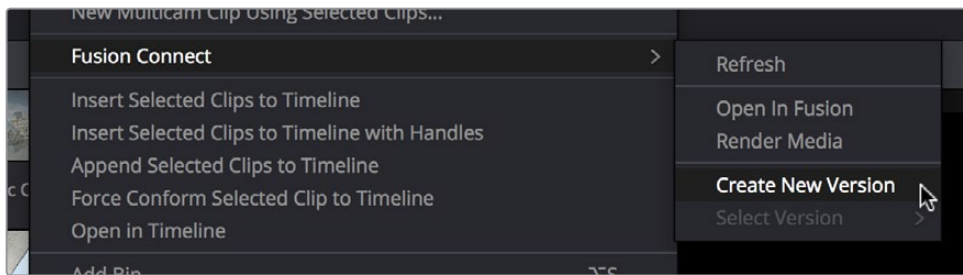 New Multicam Clip Using Selected Clips...
Fusion Connect >
Insert Selected Clips to Timeline
Insert Selected Clips to Timeline with Handles
Append Selected Clips to Timeline
Force Conform Selected Clip to Timeline
Open in Timeline
Add Bin ⌥S
Refresh
Open In Fusion
Render Media
Create New Version
Select Version >